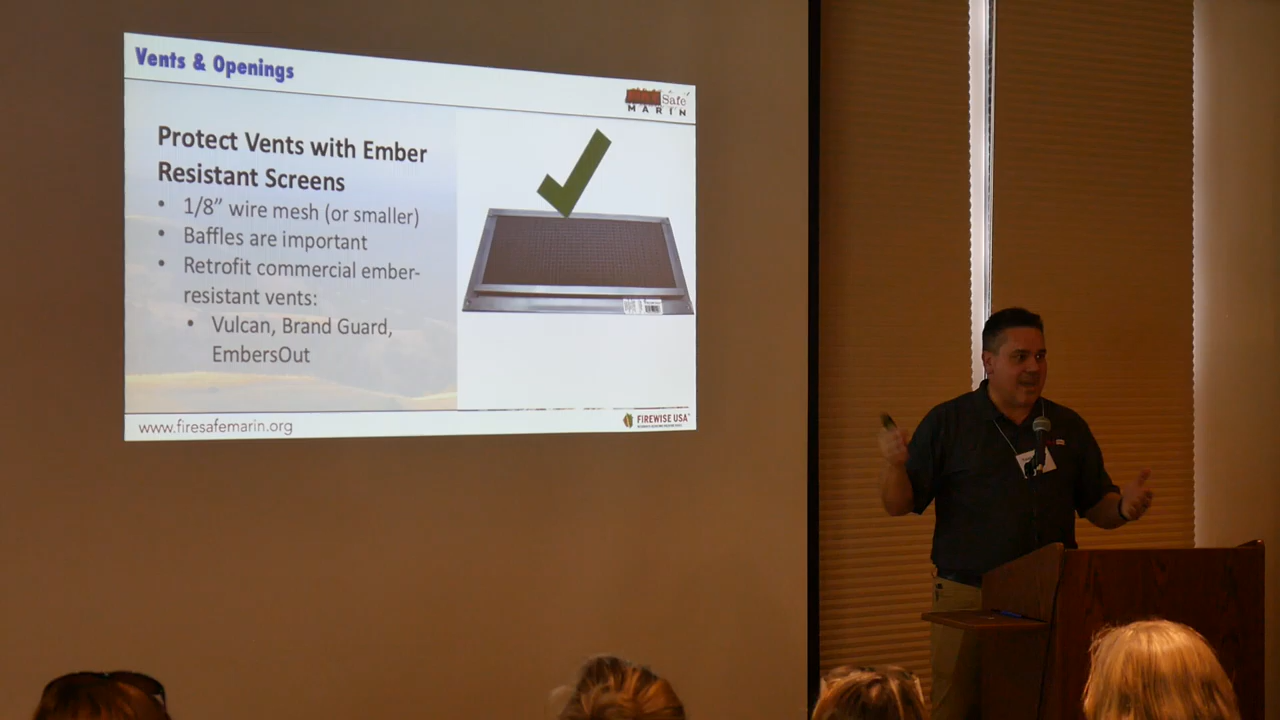 Vents & Openings
Safe
MARIN
Protect Vents with Ember
Resistant Screens
• 1/8” wire mesh (or smaller)
• Baffles are important
• Retrofit commercial ember-
resistant vents:
• Vulcan, Brand Guard,
EmbersOut
www.firesafemarin.org
FIREWISE USA